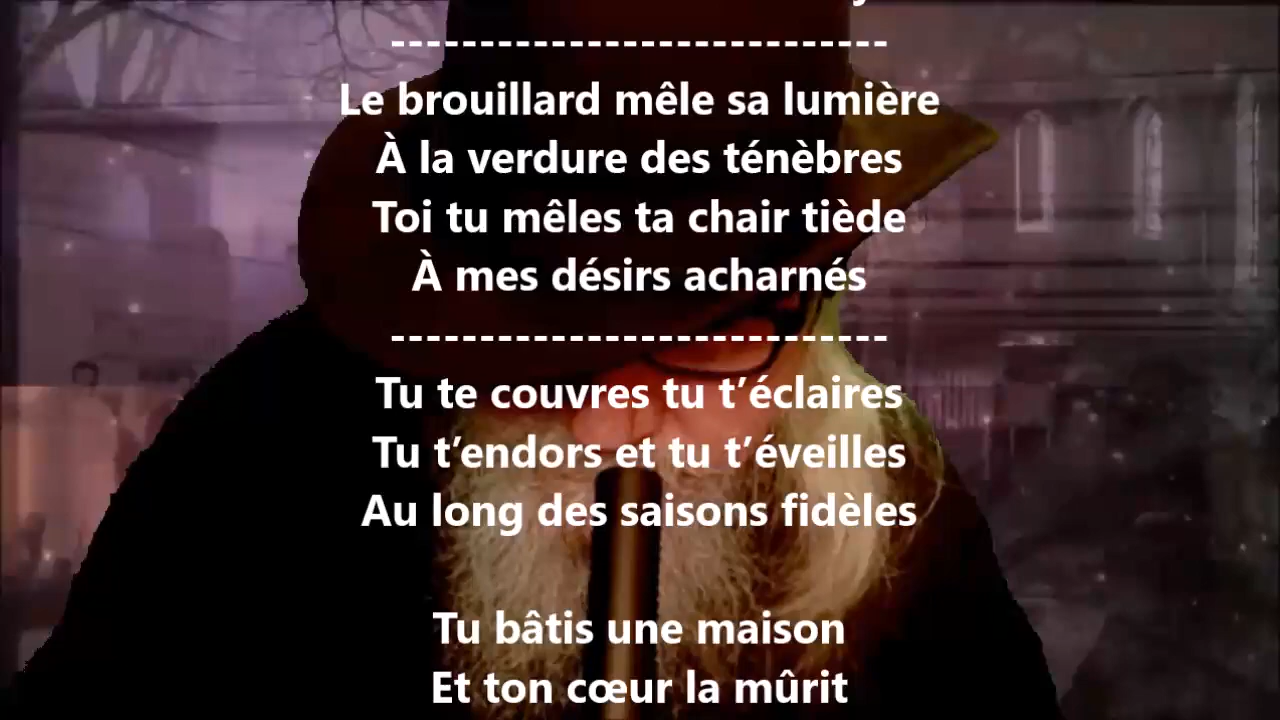 ----------------------------
Le brouillard mêle sa lumière
À la verdure des ténèbres
Toi tu mêles ta chair tiède
À mes désirs acharnés
----------------------------
Tu te couvres tu t’éclaires
Tu t’endors et tu t’éveilles
Au long des saisons fidèles
Tu bâtis une maison
Et ton cœur la mûrit